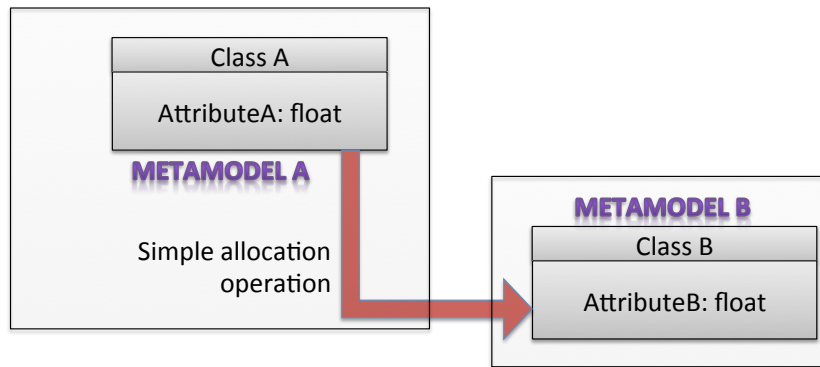 Class A
AttributeA: float
METAMODEL A
Simple allocation
operation
METAMODEL B
Class B
AttributeB: float